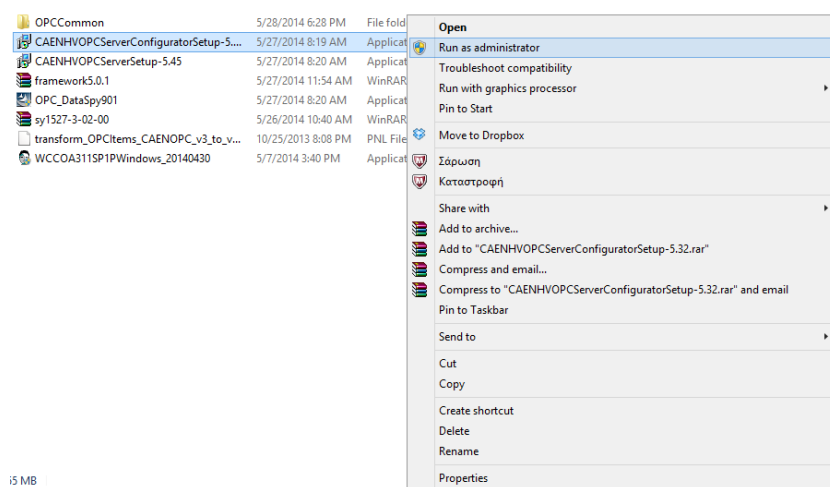 OPCCommon 5/28/2014 6:28 PM File fold
CAENHVOPCServerConfiguratorSetup-5.... 5/27/2014 8:19 AM Applicat
CAENHVOPCServerSetup-5.45 5/27/2014 8:20 AM Applicat
framework5.0.1 5/27/2014 11:54 AM WinRAR
OPC_DataSpy901 5/27/2014 8:20 AM Applicat
sy1527-3-02-00 5/26/2014 10:40 AM WinRAR
transform_OPCItems_CAENOPC_v3_to_v... 10/25/2013 8:08 PM PNL File
WCCOA311SP1PWindows_20140430 5/7/2014 3:40 PM Applicat
55 MB
Open
Run as administrator
Troubleshoot compatibility
Run with graphics processor
Pin to Start
Move to Dropbox
Σάρωση
Καταστροφή
Share with
Add to archive...
Add to "CAENHVOPCServerConfiguratorSetup-5.32.rar"
Compress and email...
Compress to "CAENHVOPCServerConfiguratorSetup-5.32.rar" and email
Pin to Taskbar
Send to
Cut
Copy
Create shortcut
Delete
Rename
Properties